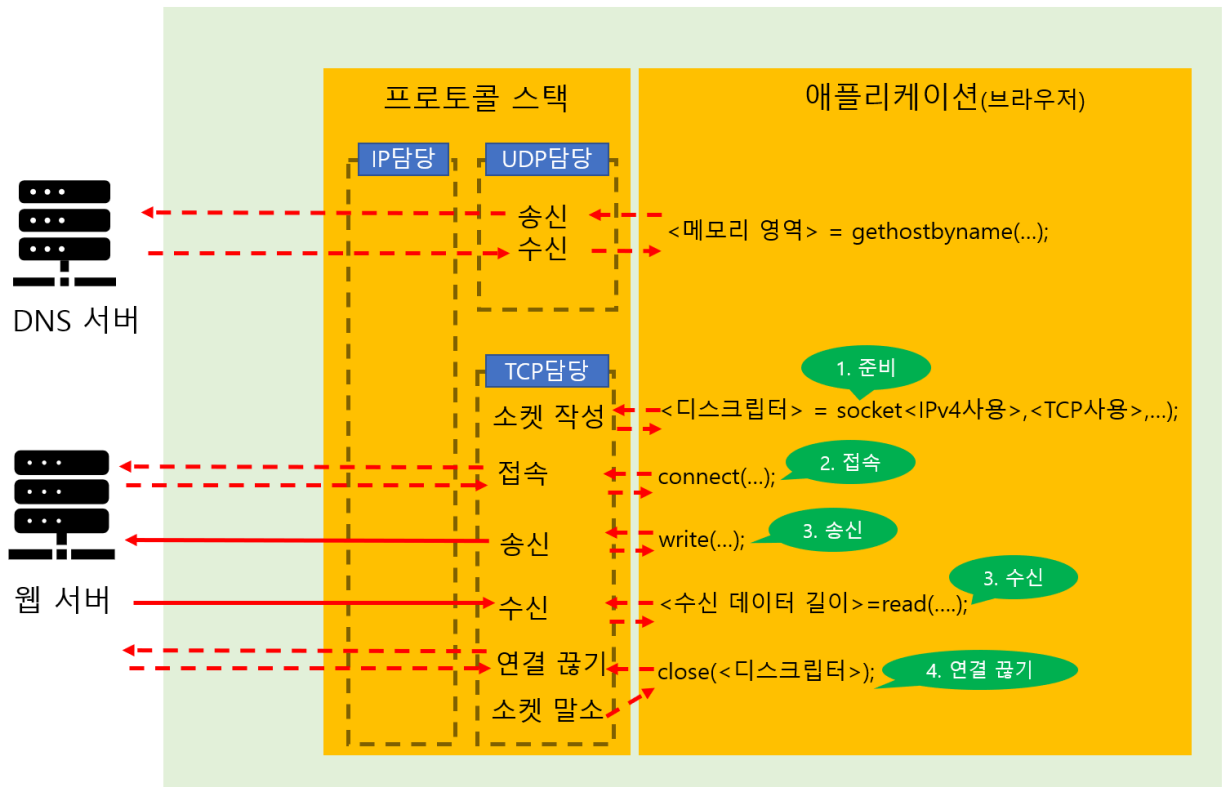 프로토콜 스택
애플리케이션(브라우저)
IP담당
UDP담당
송신
수신
<메모리 영역> = gethostbyname(...);
DNS 서버
TCP담당
1. 준비
소켓 작성
<디스크립터> = socket<IPv4사용>,<TCP사용>,...);
접속
connect(...);
2. 접속
송신
write(...);
3. 송신
웹 서버
수신
<수신 데이터 길이>=read(....);
3. 수신
연결 끊기
close(<디스크립터>);
4. 연결 끊기
소켓 말소